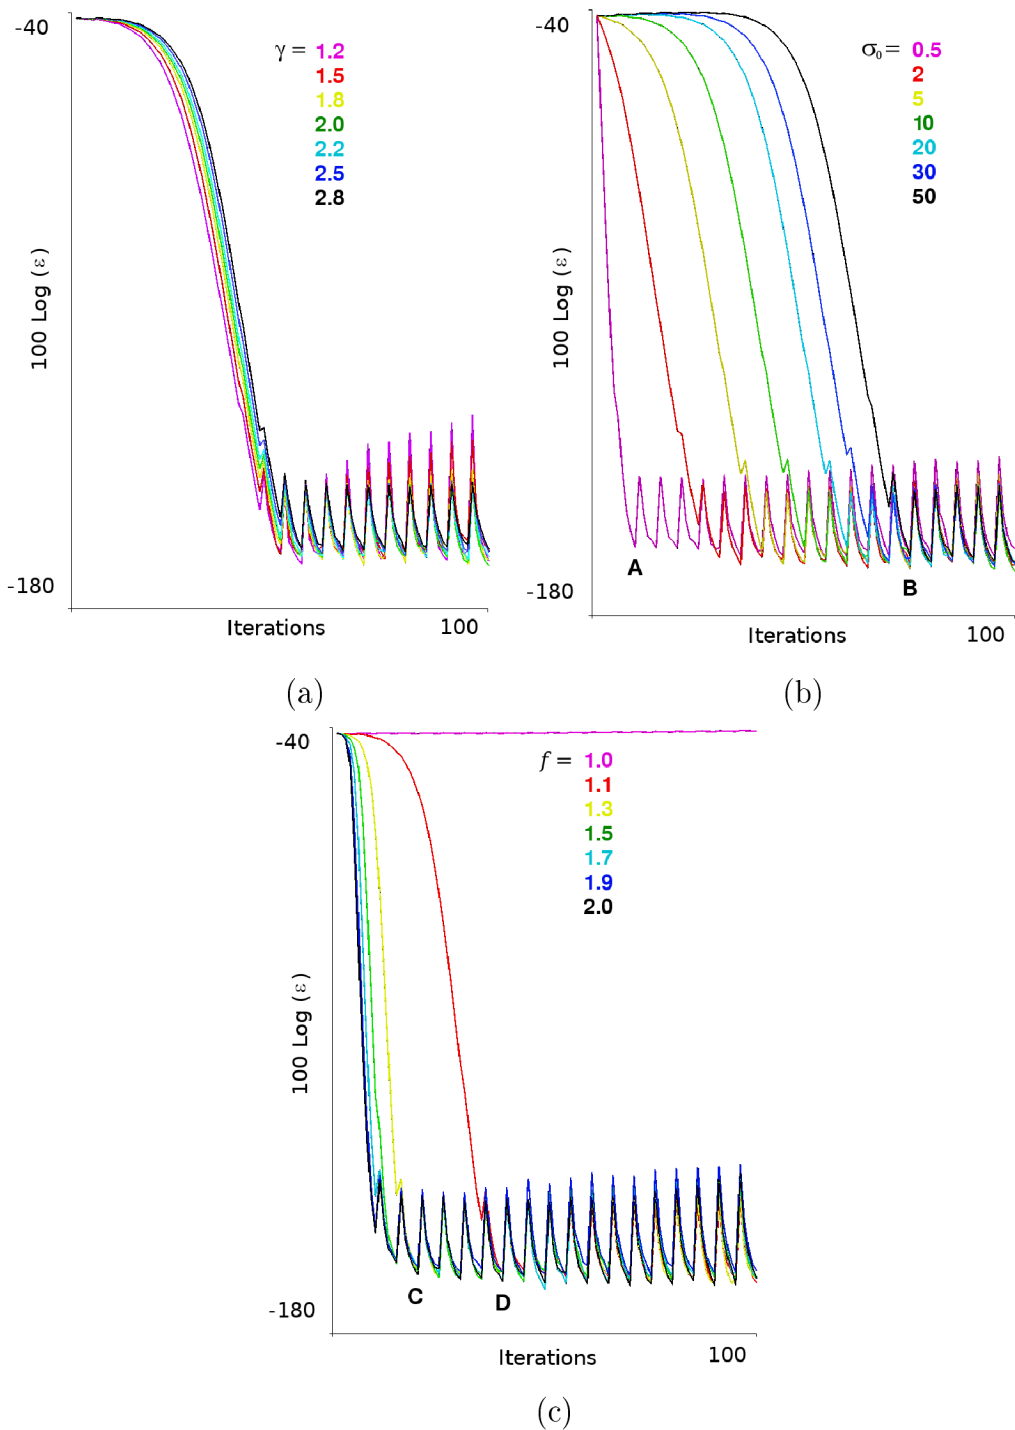 -40
γ = 1.2
1.5
1.8
2.0
2.2
2.5
2.8
100 Log (ε)
-180
Iterations 100
(a)
-40
σ₀= 0.5
2
5
10
20
30
50
100 Log (ε)
A
B
-180
Iterations 100
(b)
-40
f = 1.0
1.1
1.3
1.5
1.7
1.9
2.0
100 Log (ε)
C
D
-180
Iterations 100
(c)